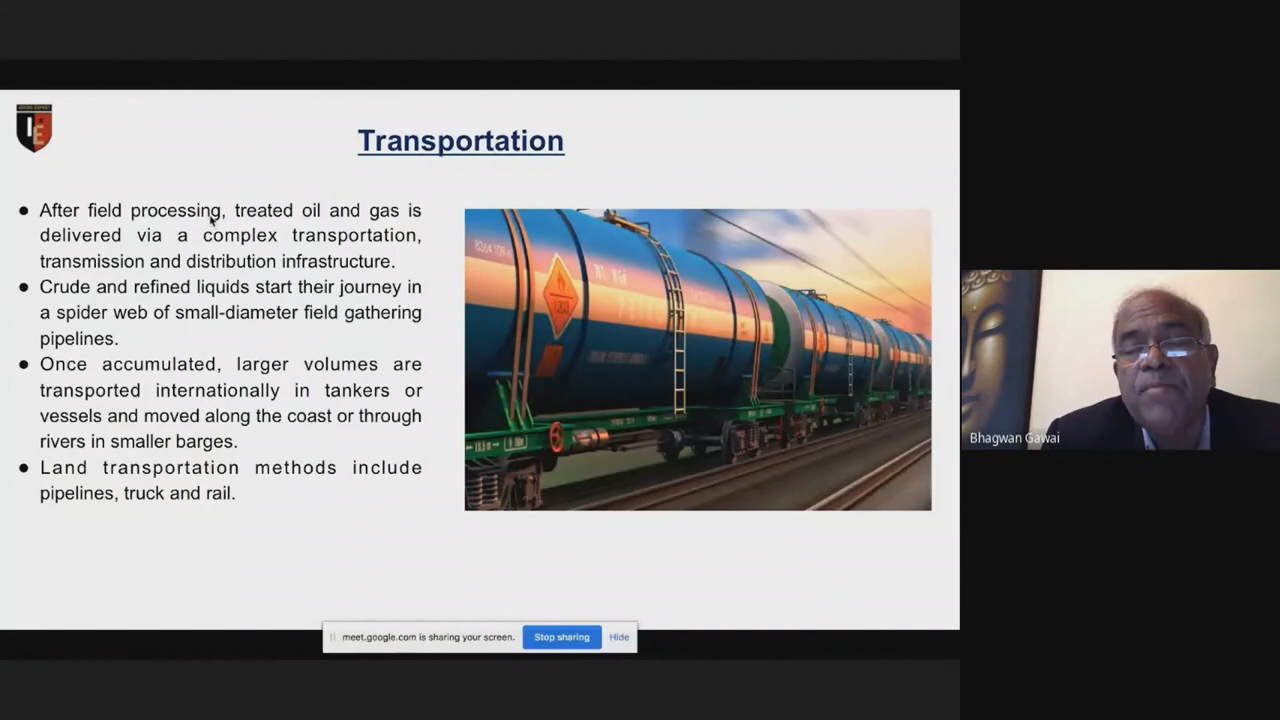 IE
Transportation
● After field processing, treated oil and gas is
delivered via a complex transportation,
transmission and distribution infrastructure.
● Crude and refined liquids start their journey in
a spider web of small-diameter field gathering
pipelines.
● Once accumulated, larger volumes are
transported internationally in tankers or
vessels and moved along the coast or through
rivers in smaller barges.
● Land transportation methods include
pipelines, truck and rail.
meet.google.com is sharing your screen. Stop sharing Hide
Bhagwan Gawai